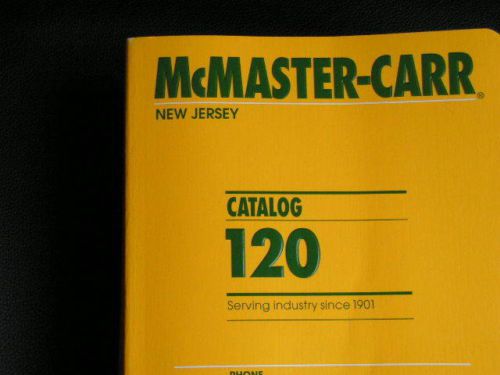 McMASTER-CARR®
NEW JERSEY
CATALOG
120
Serving industry since 1901
PHONE